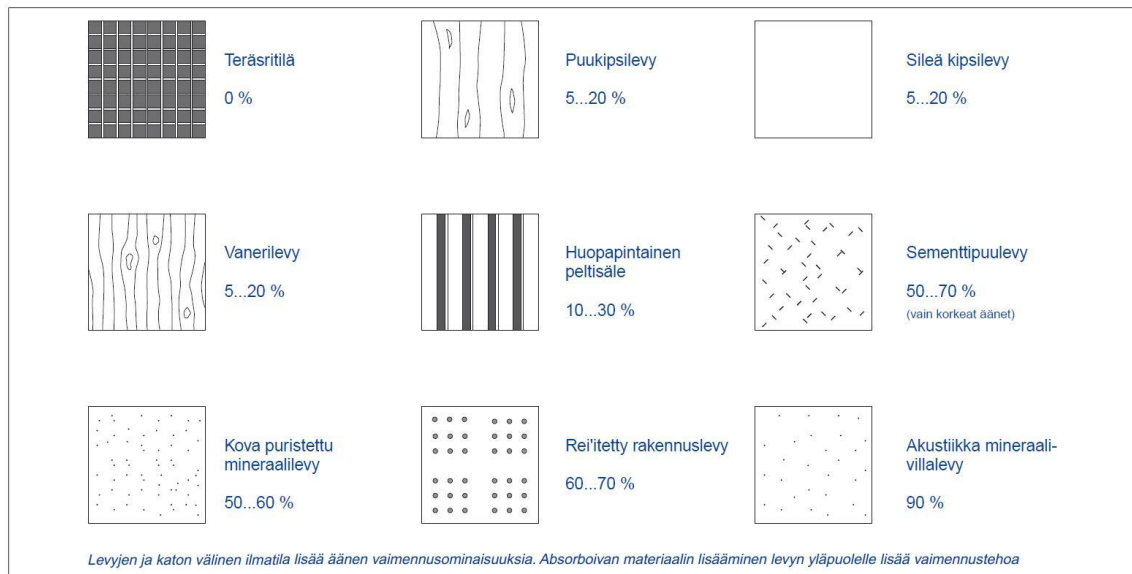 Teräsritilä
0 %
Puukipsilevy
5...20 %
Sileä kipsilevy
5...20 %
Vanerilevy
5...20 %
Huopapintainen
peltisäle
10...30 %
Sementtipuulevy
50...70 %
(vain korkeat äänet)
Kova puristettu
mineraalilevy
50...60 %
Rei'itetty rakennuslevy
60...70 %
Akustiikka mineraali-
villalevy
90 %
Levyjen ja katon välinen ilmatila lisää äänen vaimennusominaisuuksia. Absorboivan materiaalin lisääminen levyn yläpuolelle lisää vaimennustehoa